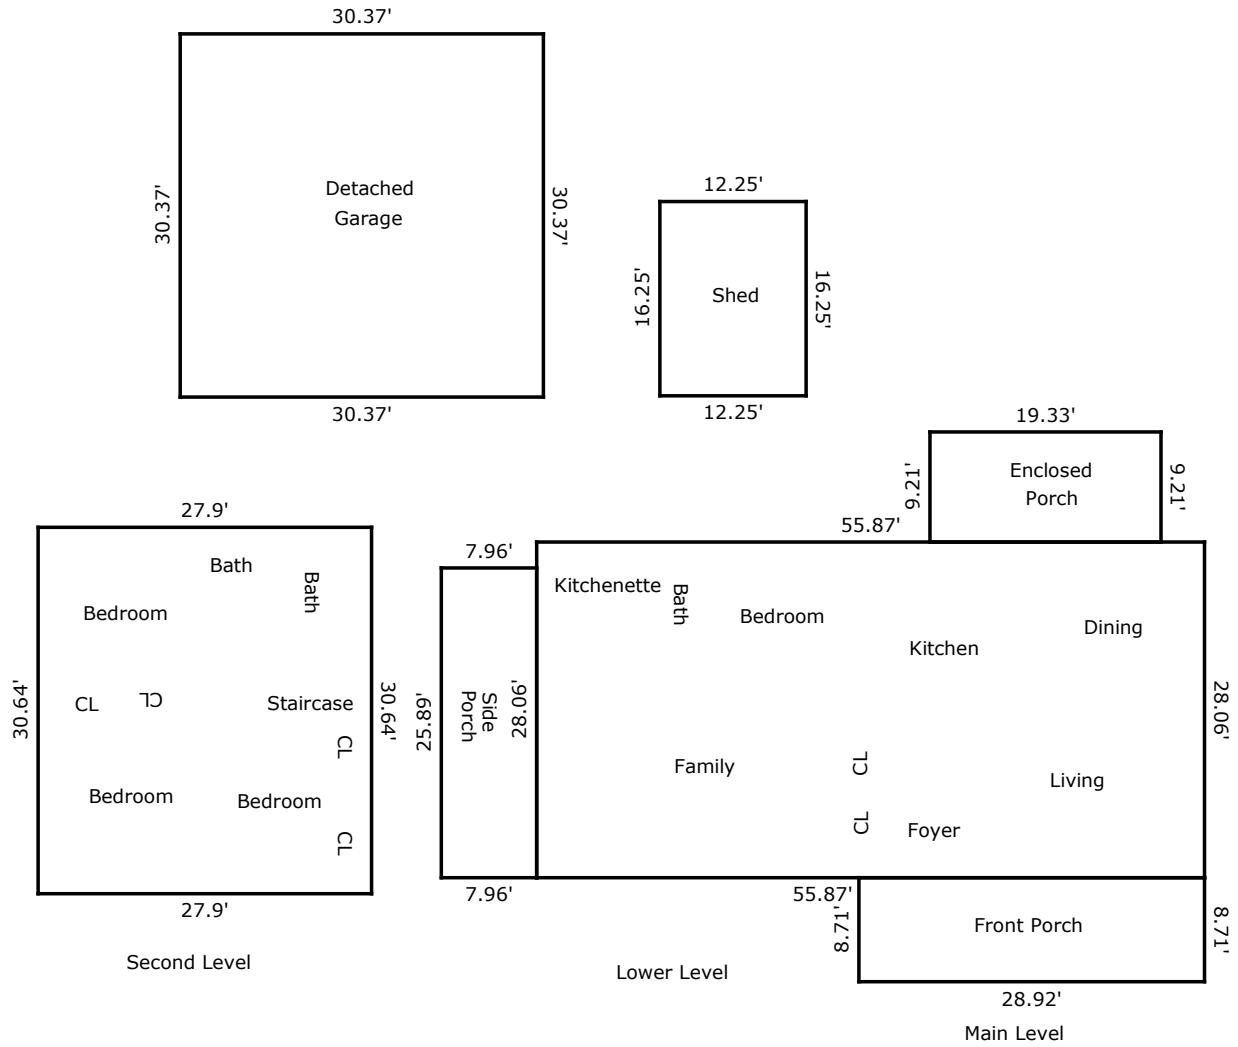 30.37'
30.37'
Detached
Garage
30.37'
30.37'
12.25'
16.25'
Shed
16.25'
12.25'
19.33'
9.21'
Enclosed
Porch
9.21'
27.9'
30.64'
Bath
Bath
Bedroom
CL
CL
Staircase
CL
Bedroom
Bedroom
CL
30.64'
27.9'
Second Level
7.96'
25.89'
Side
Porch
7.96'
55.87'
28.06'
Kitchenette
Bath
Bedroom
Kitchen
Dining
Family
CL
Living
CL
Foyer
28.06'
55.87'
8.71'
Front Porch
8.71'
28.92'
Lower Level
Main Level